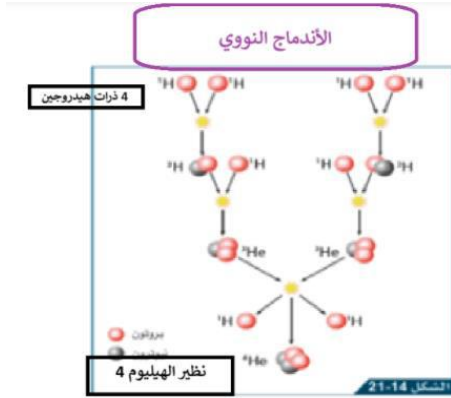 الأندماج النووي
¹H ¹H ¹H ¹H
4 ذرات هيدروجين
²H ¹H ¹H ²H
³He ³He
¹H ¹H
بروتون
نيوترون
⁴He
نظير الهيليوم 4
الشكل 14-21